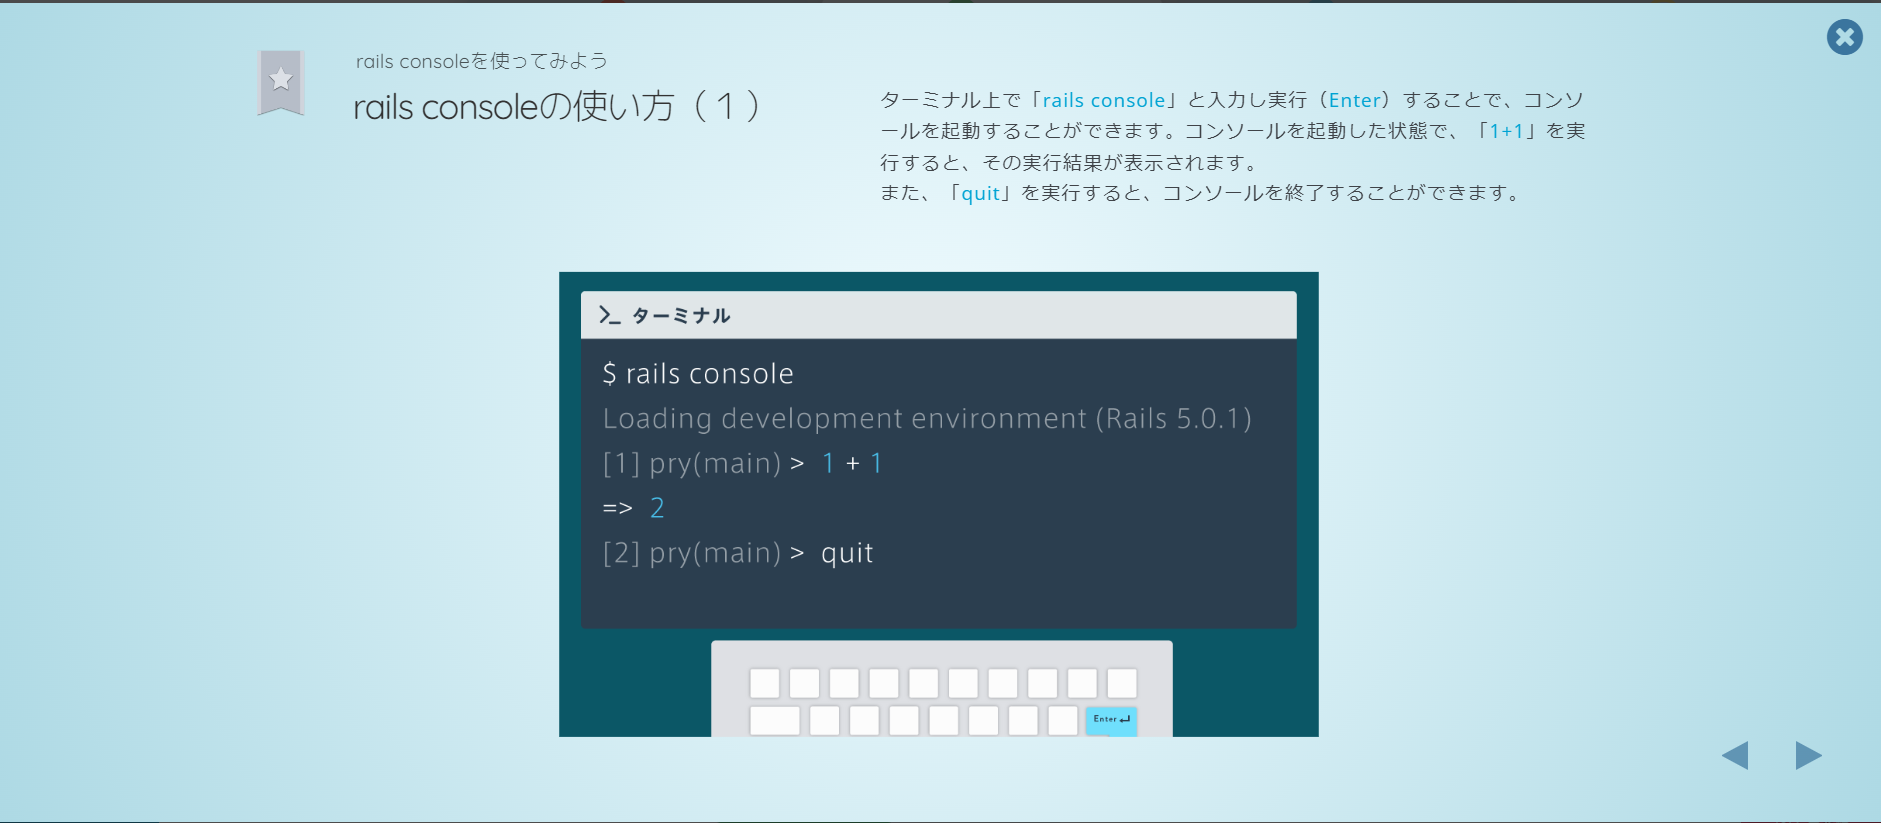 rails consoleを使ってみよう
rails consoleの使い方（１）
ターミナル上で「rails console」と入力し実行（Enter）することで、コンソ
ールを起動することができます。コンソールを起動した状態で、「1+1」を実
行すると、その実行結果が表示されます。
また、「quit」を実行すると、コンソールを終了することができます。
>_ ターミナル
$ rails console
Loading development environment (Rails 5.0.1)
[1] pry(main) > 1 + 1
=> 2
[2] pry(main) > quit
Enter